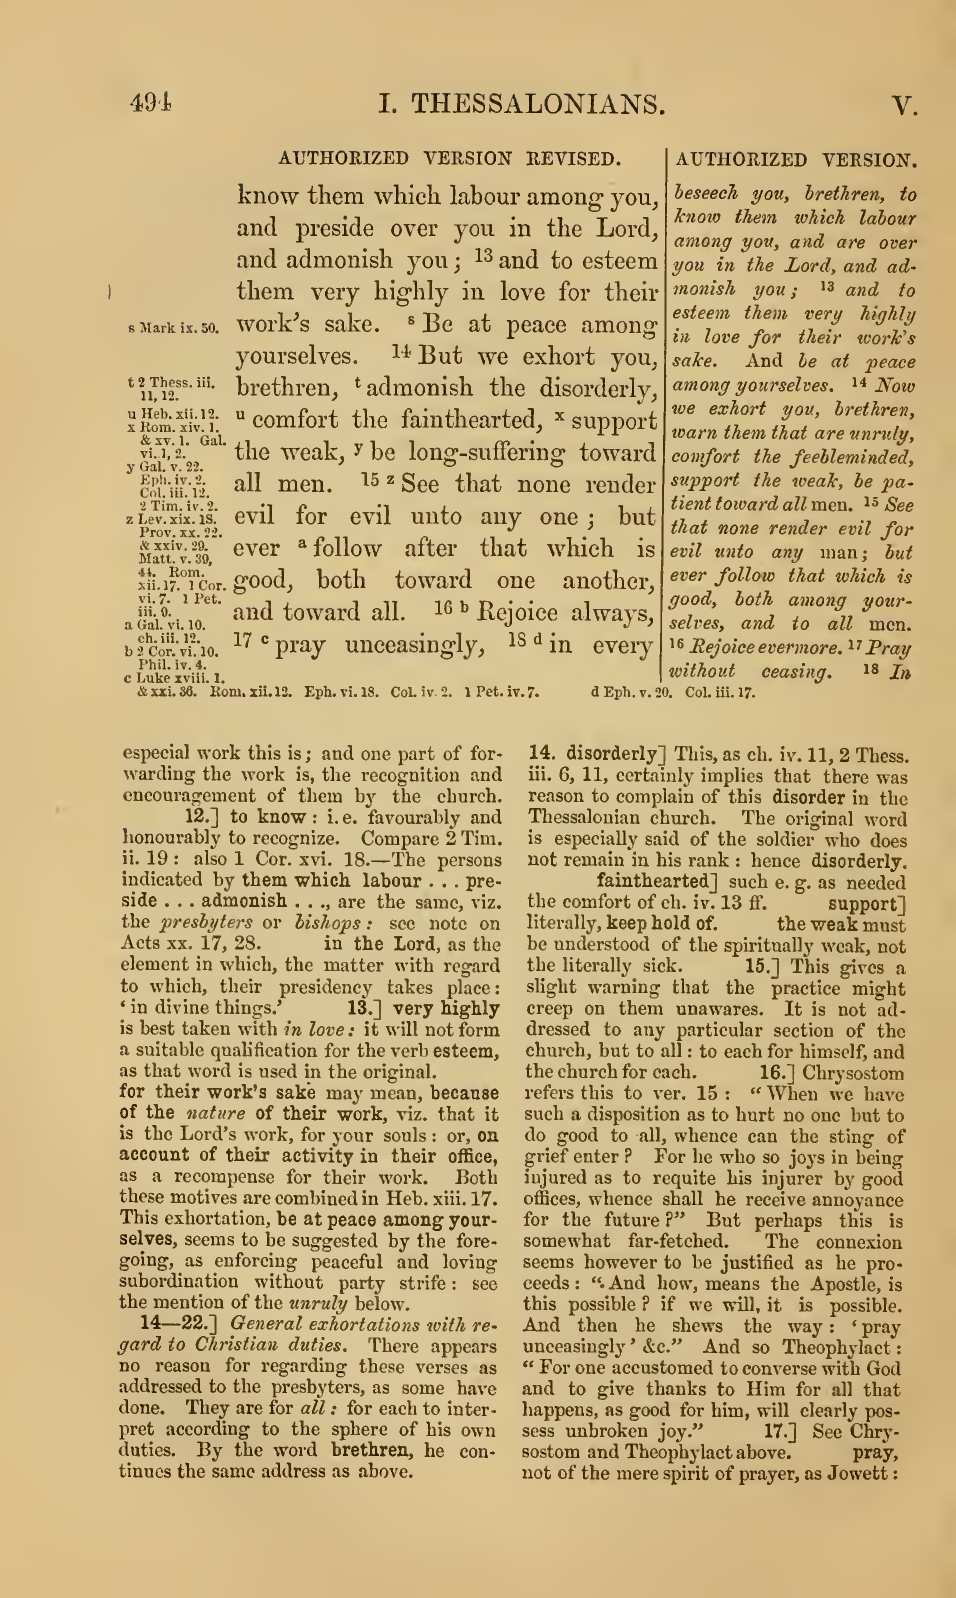 494
I. THESSALONIANS.
V.
AUTHORIZED VERSION REVISED.
know them which labour among you,
and preside over you in the Lord,
and admonish you; 13 and to esteem
them very highly in love for their
work's sake. s Be at peace among
yourselves. 14 But we exhort you,
brethren, t admonish the disorderly,
u comfort the fainthearted, x support
the weak, y be long-suffering toward
all men. 15 z See that none render
evil for evil unto any one; but
ever a follow after that which is
good, both toward one another,
and toward all. 16 b Rejoice always,
17 c pray unceasingly, 18 d in every
s Mark ix. 50.
t 2 Thess. iii.
11, 12.
u Heb. xii. 12.
x Rom. xiv. 1.
& xv. 1. Gal.
vi. 1, 2.
y Gal. v. 22.
Eph. iv. 2.
Col. iii. 12.
2 Tim. iv. 2.
z Lev. xix. 18.
Prov. xx. 22.
& xxiv. 29.
Matt. v. 39,
44. Rom.
xii. 17. 1 Cor.
vi. 7. 1 Pet.
iii. 9.
a Gal. vi. 10.
ch. iii. 12.
b 2 Cor. vi. 10.
Phil. iv. 4.
c Luke xviii. 1.
& xxi. 36. Rom. xii. 12. Eph. vi. 18. Col. iv. 2. 1 Pet. iv. 7. d Eph. v. 20. Col. iii. 17.
AUTHORIZED VERSION.
beseech you, brethren, to
know them which labour
among you, and are over
you in the Lord, and ad-
monish you; 13 and to
esteem them very highly
in love for their work's
sake. And be at peace
among yourselves. 14 Now
we exhort you, brethren,
warn them that are unruly,
comfort the feebleminded,
support the weak, be pa-
tient toward all men. 15 See
that none render evil for
evil unto any man; but
ever follow that which is
good, both among your-
selves, and to all men.
16 Rejoice evermore. 17 Pray
without ceasing. 18 In
especial work this is; and one part of for-
warding the work is, the recognition and
encouragement of them by the church.
12.] to know: i. e. favourably and
honourably to recognize. Compare 2 Tim.
ii. 19: also 1 Cor. xvi. 18.—The persons
indicated by them which labour . . . pre-
side . . . admonish . . ., are the same, viz.
the presbyters or bishops: see note on
Acts xx. 17, 28. in the Lord, as the
element in which, the matter with regard
to which, their presidency takes place:
'in divine things.' 13.] very highly
is best taken with in love: it will not form
a suitable qualification for the verb esteem,
as that word is used in the original.
for their work's sake may mean, because
of the nature of their work, viz. that it
is the Lord's work, for your souls: or, on
account of their activity in their office,
as a recompense for their work. Both
these motives are combined in Heb. xiii. 17.
This exhortation, be at peace among your-
selves, seems to be suggested by the fore-
going, as enforcing peaceful and loving
subordination without party strife: see
the mention of the unruly below.
14—22.] General exhortations with re-
gard to Christian duties. There appears
no reason for regarding these verses as
addressed to the presbyters, as some have
done. They are for all: for each to inter-
pret according to the sphere of his own
duties. By the word brethren, he con-
tinues the same address as above.
14. disorderly] This, as ch. iv. 11, 2 Thess.
iii. 6, 11, certainly implies that there was
reason to complain of this disorder in the
Thessalonian church. The original word
is especially said of the soldier who does
not remain in his rank: hence disorderly.
fainthearted] such e. g. as needed
the comfort of ch. iv. 13 ff. support]
literally, keep hold of. the weak must
be understood of the spiritually weak, not
the literally sick. 15.] This gives a
slight warning that the practice might
creep on them unawares. It is not ad-
dressed to any particular section of the
church, but to all: to each for himself, and
the church for each. 16.] Chrysostom
refers this to ver. 15: "When we have
such a disposition as to hurt no one but to
do good to all, whence can the sting of
grief enter? For he who so joys in being
injured as to requite his injurer by good
offices, whence shall he receive annoyance
for the future?" But perhaps this is
somewhat far-fetched. The connexion
seems however to be justified as he pro-
ceeds: "And how, means the Apostle, is
this possible? if we will, it is possible.
And then he shews the way: 'pray
unceasingly' &c." And so Theophylact:
"For one accustomed to converse with God
and to give thanks to Him for all that
happens, as good for him, will clearly pos-
sess unbroken joy." 17.] See Chry-
sostom and Theophylact above. pray,
not of the mere spirit of prayer, as Jowett: